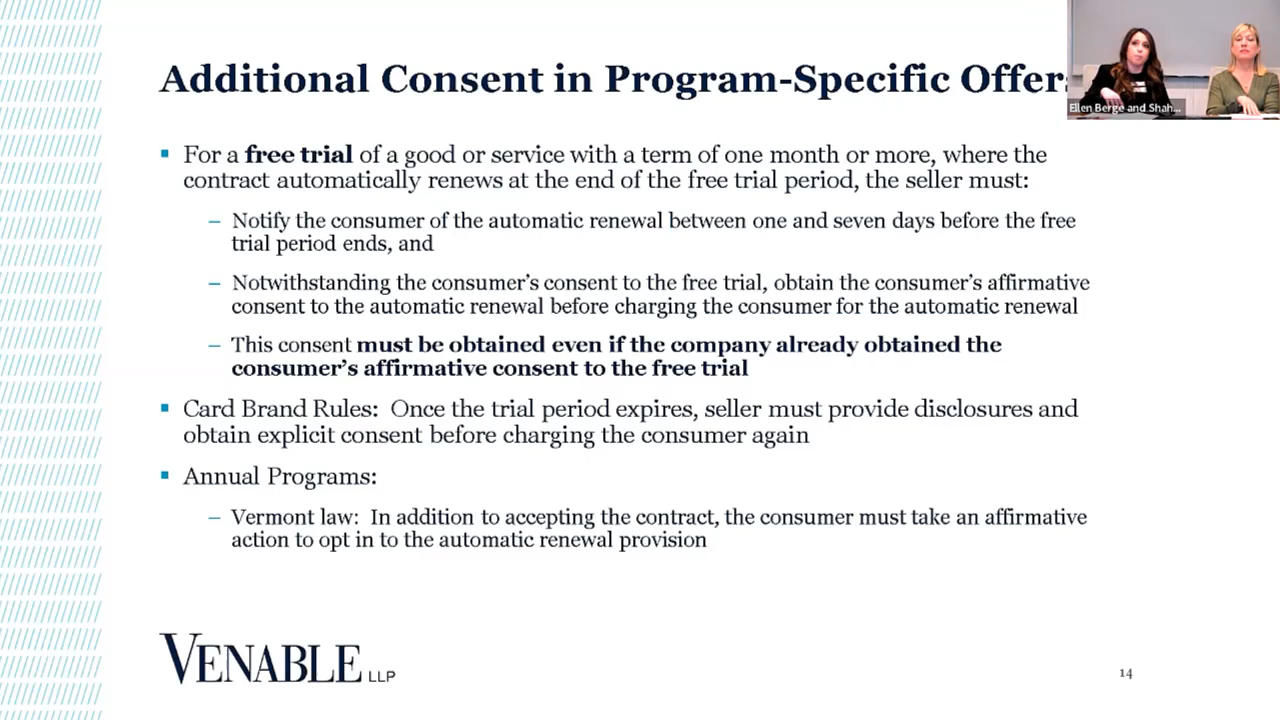 Additional Consent in Program-Specific Offers
Ellen Berge and Shah...
▪ For a free trial of a good or service with a term of one month or more, where the
contract automatically renews at the end of the free trial period, the seller must:
– Notify the consumer of the automatic renewal between one and seven days before the free
trial period ends, and
– Notwithstanding the consumer’s consent to the free trial, obtain the consumer’s affirmative
consent to the automatic renewal before charging the consumer for the automatic renewal
– This consent must be obtained even if the company already obtained the
consumer’s affirmative consent to the free trial
▪ Card Brand Rules: Once the trial period expires, seller must provide disclosures and
obtain explicit consent before charging the consumer again
▪ Annual Programs:
– Vermont law: In addition to accepting the contract, the consumer must take an affirmative
action to opt in to the automatic renewal provision
VENABLE LLP
14